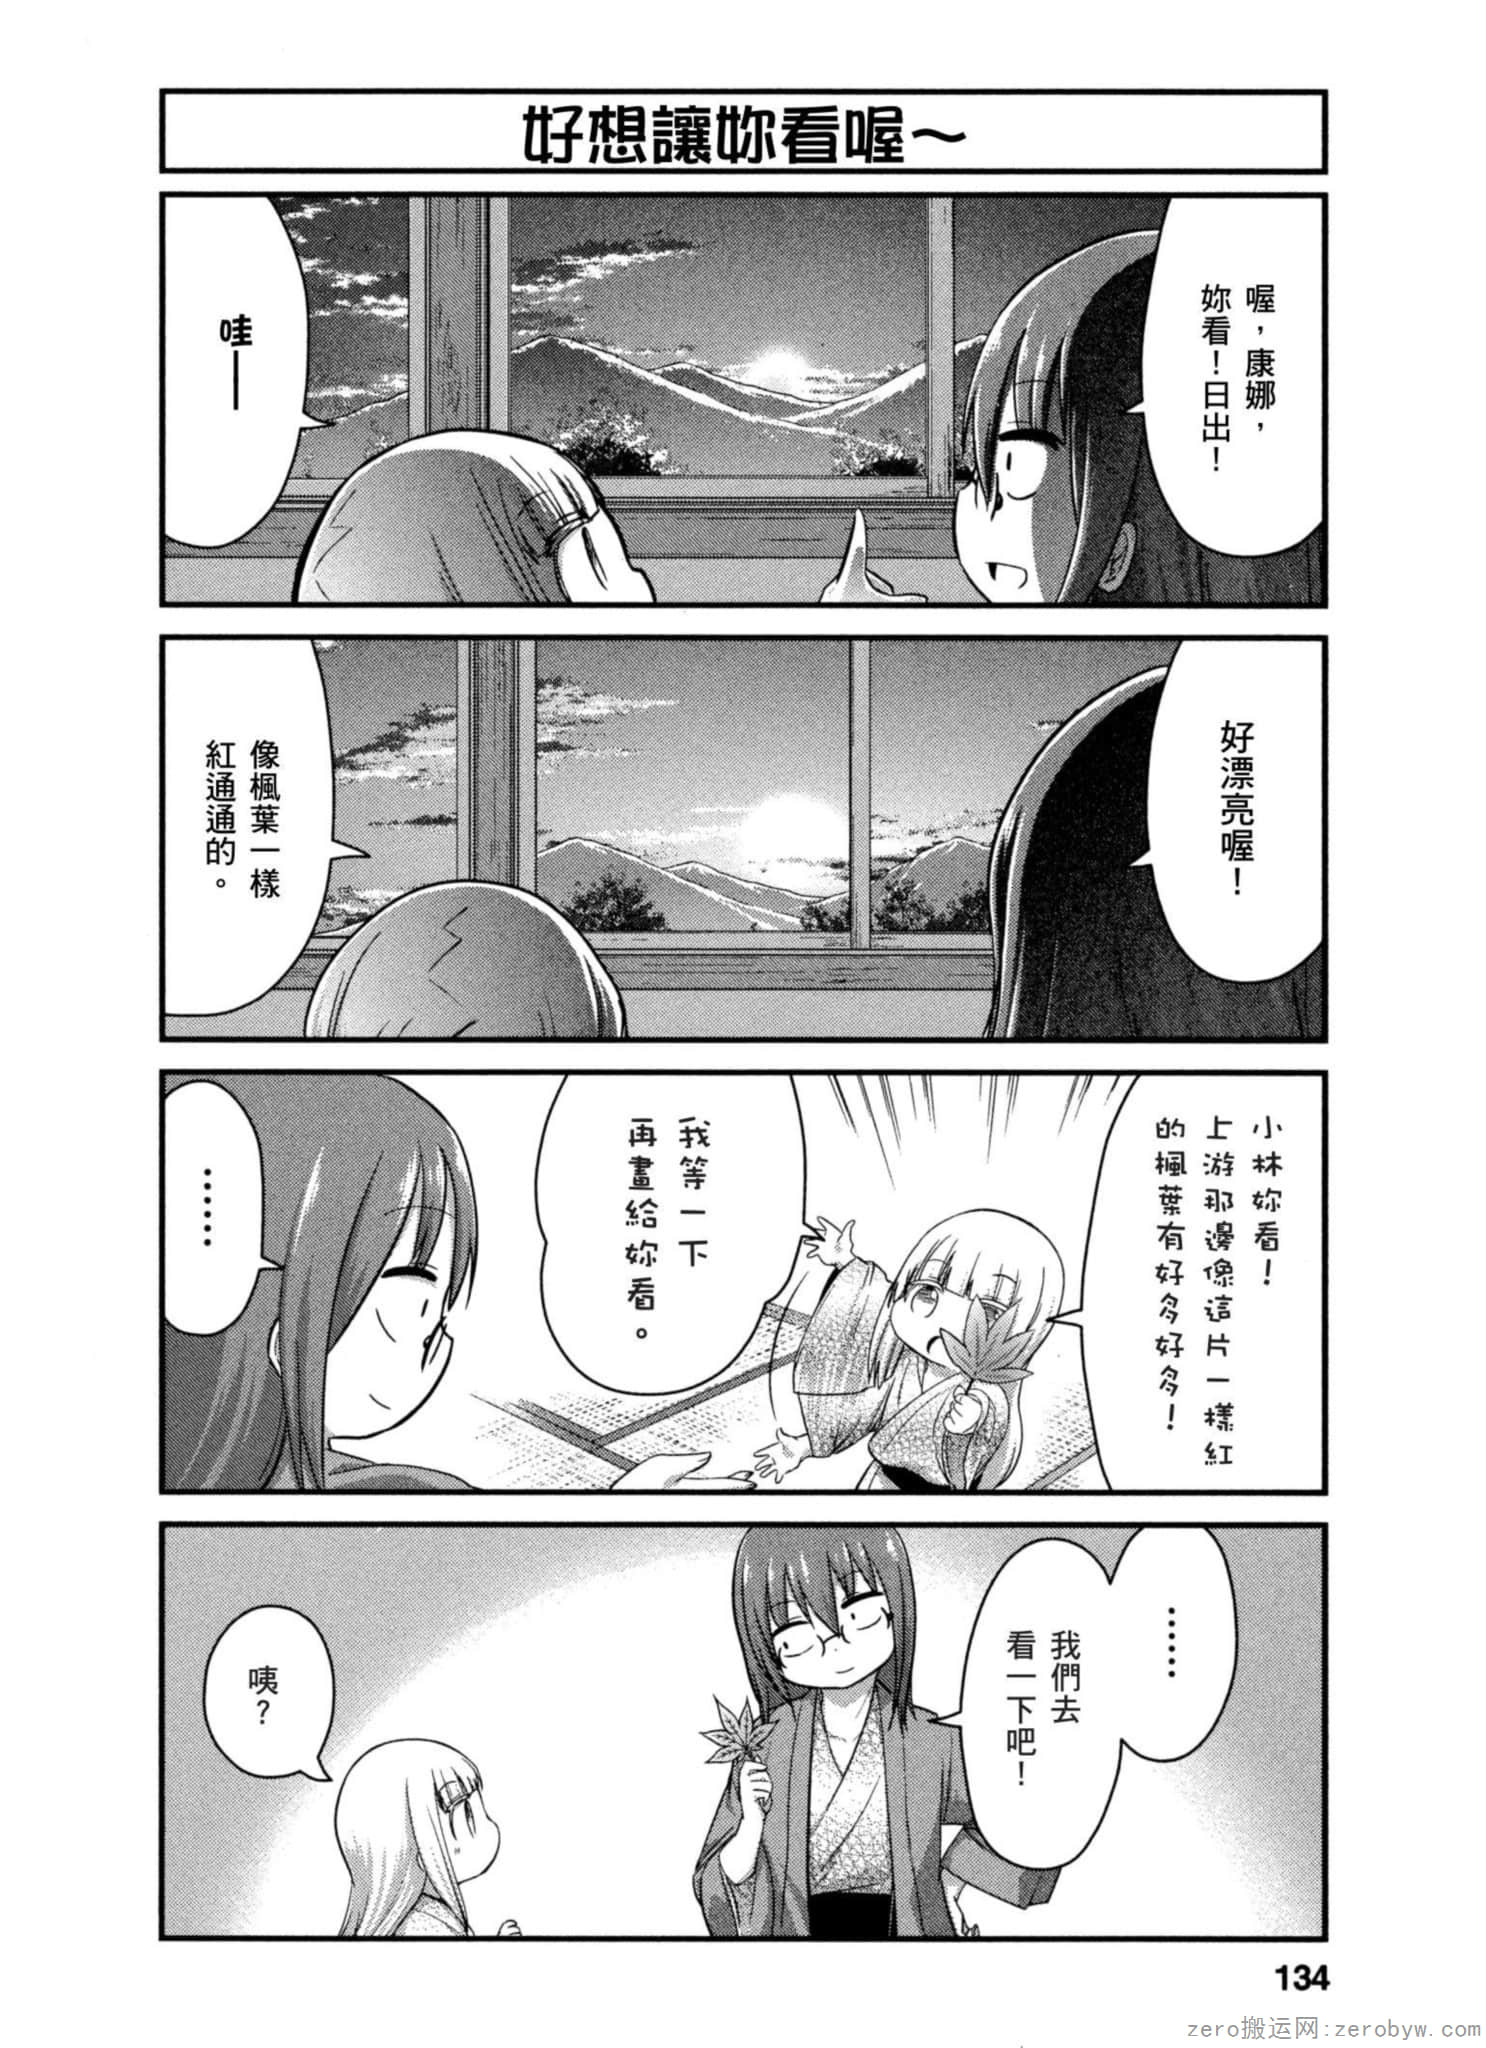 好想讓妳看喔～
喔，康娜，
妳看！日出！
哇——
好漂亮喔！
像楓葉一樣
紅通通的。
小林妳看！
上游那邊像這片一樣紅
的楓葉有好多好多！
我等一下
再畫給妳看。
……
……
我們去
看一下吧！
咦？
134
zero搬运网:zerobyw.com